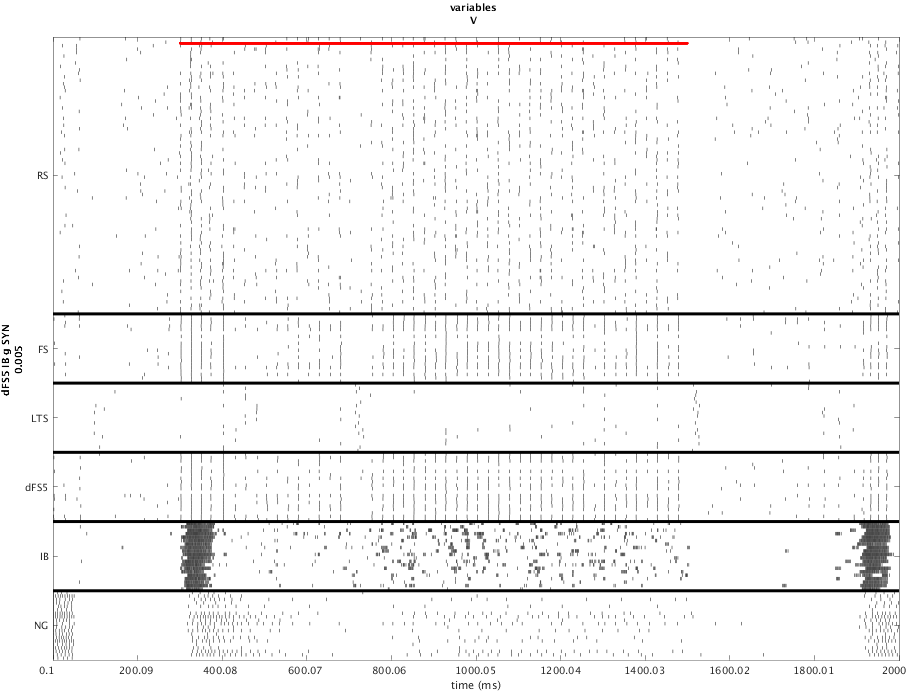 variables
V
RS
FS
LTS
dFS5
IB
NG
dFS5 IB g SYN
0.005
0.1 200.09 400.08 600.07 800.06 1000.05 1200.04 1400.03 1600.02 1800.01 2000
time (ms)